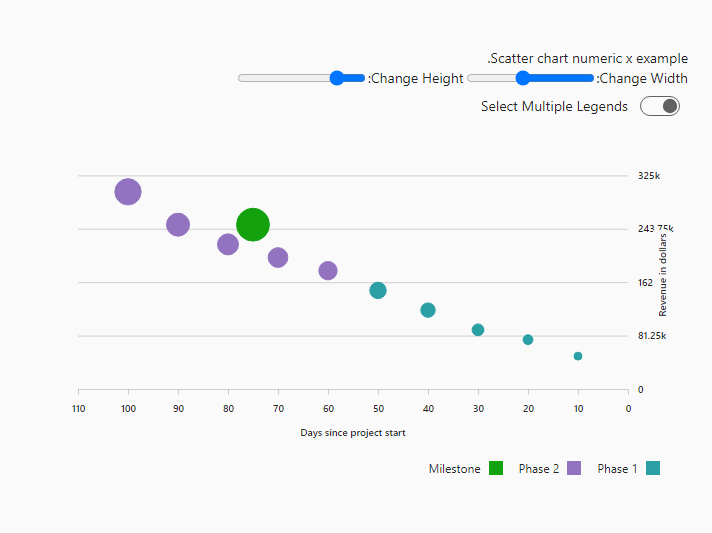 .Scatter chart numeric x example
:Change Height
:Change Width
Select Multiple Legends
325k
243.75k
162
81.25k
0
Revenue in dollars
110 100 90 80 70 60 50 40 30 20 10 0
Days since project start
Milestone Phase 2 Phase 1